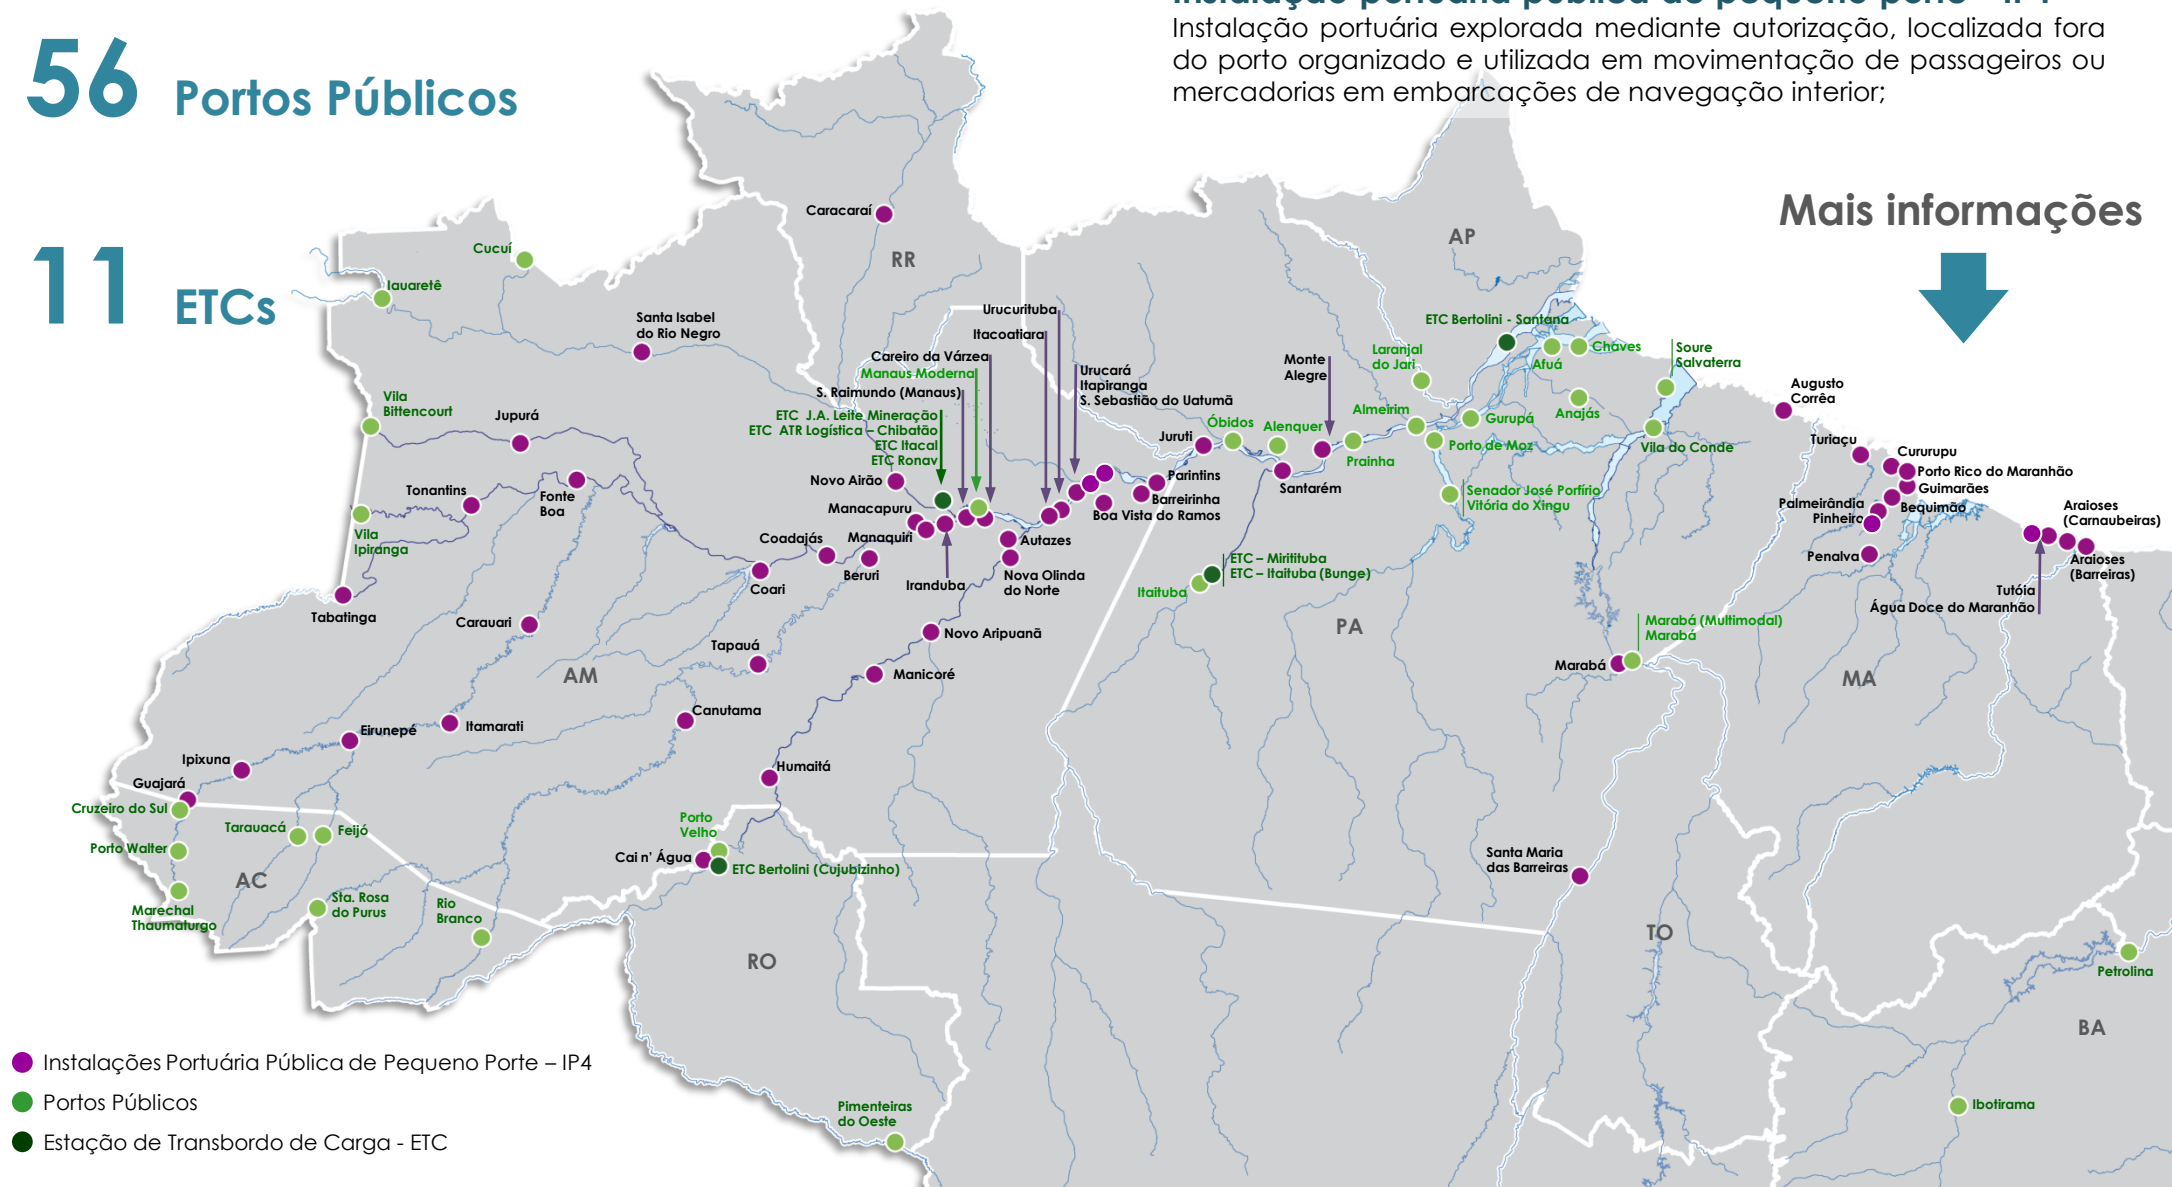 Instalação portuária pública de pequeno porte - IP4
Instalação portuária explorada mediante autorização, localizada fora
do porto organizado e utilizada em movimentação de passageiros ou
mercadorias em embarcações de navegação interior;
56 Portos Públicos
11 ETCs
Mais informações
Caracaraí
RR
AP
Cucuí
Iauaretê
Santa Isabel
do Rio Negro
Urucurituba
Itacoatiara
Careiro da Várzea
Manaus Moderna
S. Raimundo (Manaus)
ETC J.A. Leite Mineração
ETC ATR Logística – Chibatão
ETC Itacal
ETC Ronav
Urucará
Itapiranga
S. Sebastião do Uatumã
Monte
Alegre
Laranjal
do Jari
ETC Bertolini - Santana
Afuá
Chaves
Soure
Salvaterra
Augusto
Corrêa
Vila
Bittencourt
Jupurá
Óbidos
Alenquer
Almeirim
Gurupá
Anajás
Porto de Moz
Vila do Conde
Juruti
Prainha
Turiaçu
Cururupu
Porto Rico do Maranhão
Guimarães
Palmeirândia
Pinheiro
Bequimão
Araioses
(Carnaubeiras)
Tonantins
Fonte
Boa
Novo Airão
Manacapuru
Parintins
Barreirinha
Boa Vista do Ramos
Santarém
Senador José Porfírio
Vitória do Xingu
Vila
Ipiranga
Coadajás
Manaquiri
Autazes
Beruri
Coari
Iranduba
Nova Olinda
do Norte
ETC – Miritituba
ETC – Itaituba (Bunge)
Itaituba
Penalva
Araioses
(Barreiras)
Tutóia
Água Doce do Maranhão
Tabatinga
Carauari
Novo Aripuanã
Tapauá
PA
Marabá (Multimodal)
Marabá
Marabá
AM
Manicoré
MA
Canutama
Itamarati
Eirunepé
Ipixuna
Humaitá
Guajará
Cruzeiro do Sul
Tarauacá
Feijó
Porto
Velho
Porto Walter
Cai n' Água
ETC Bertolini (Cujubizinho)
Santa Maria
das Barreiras
AC
Marechal
Thaumaturgo
Sta. Rosa
do Purus
Rio
Branco
TO
RO
Petrolina
BA
Instalações Portuária Pública de Pequeno Porte – IP4
Portos Públicos
Estação de Transbordo de Carga - ETC
Pimenteiras
do Oeste
Ibotirama